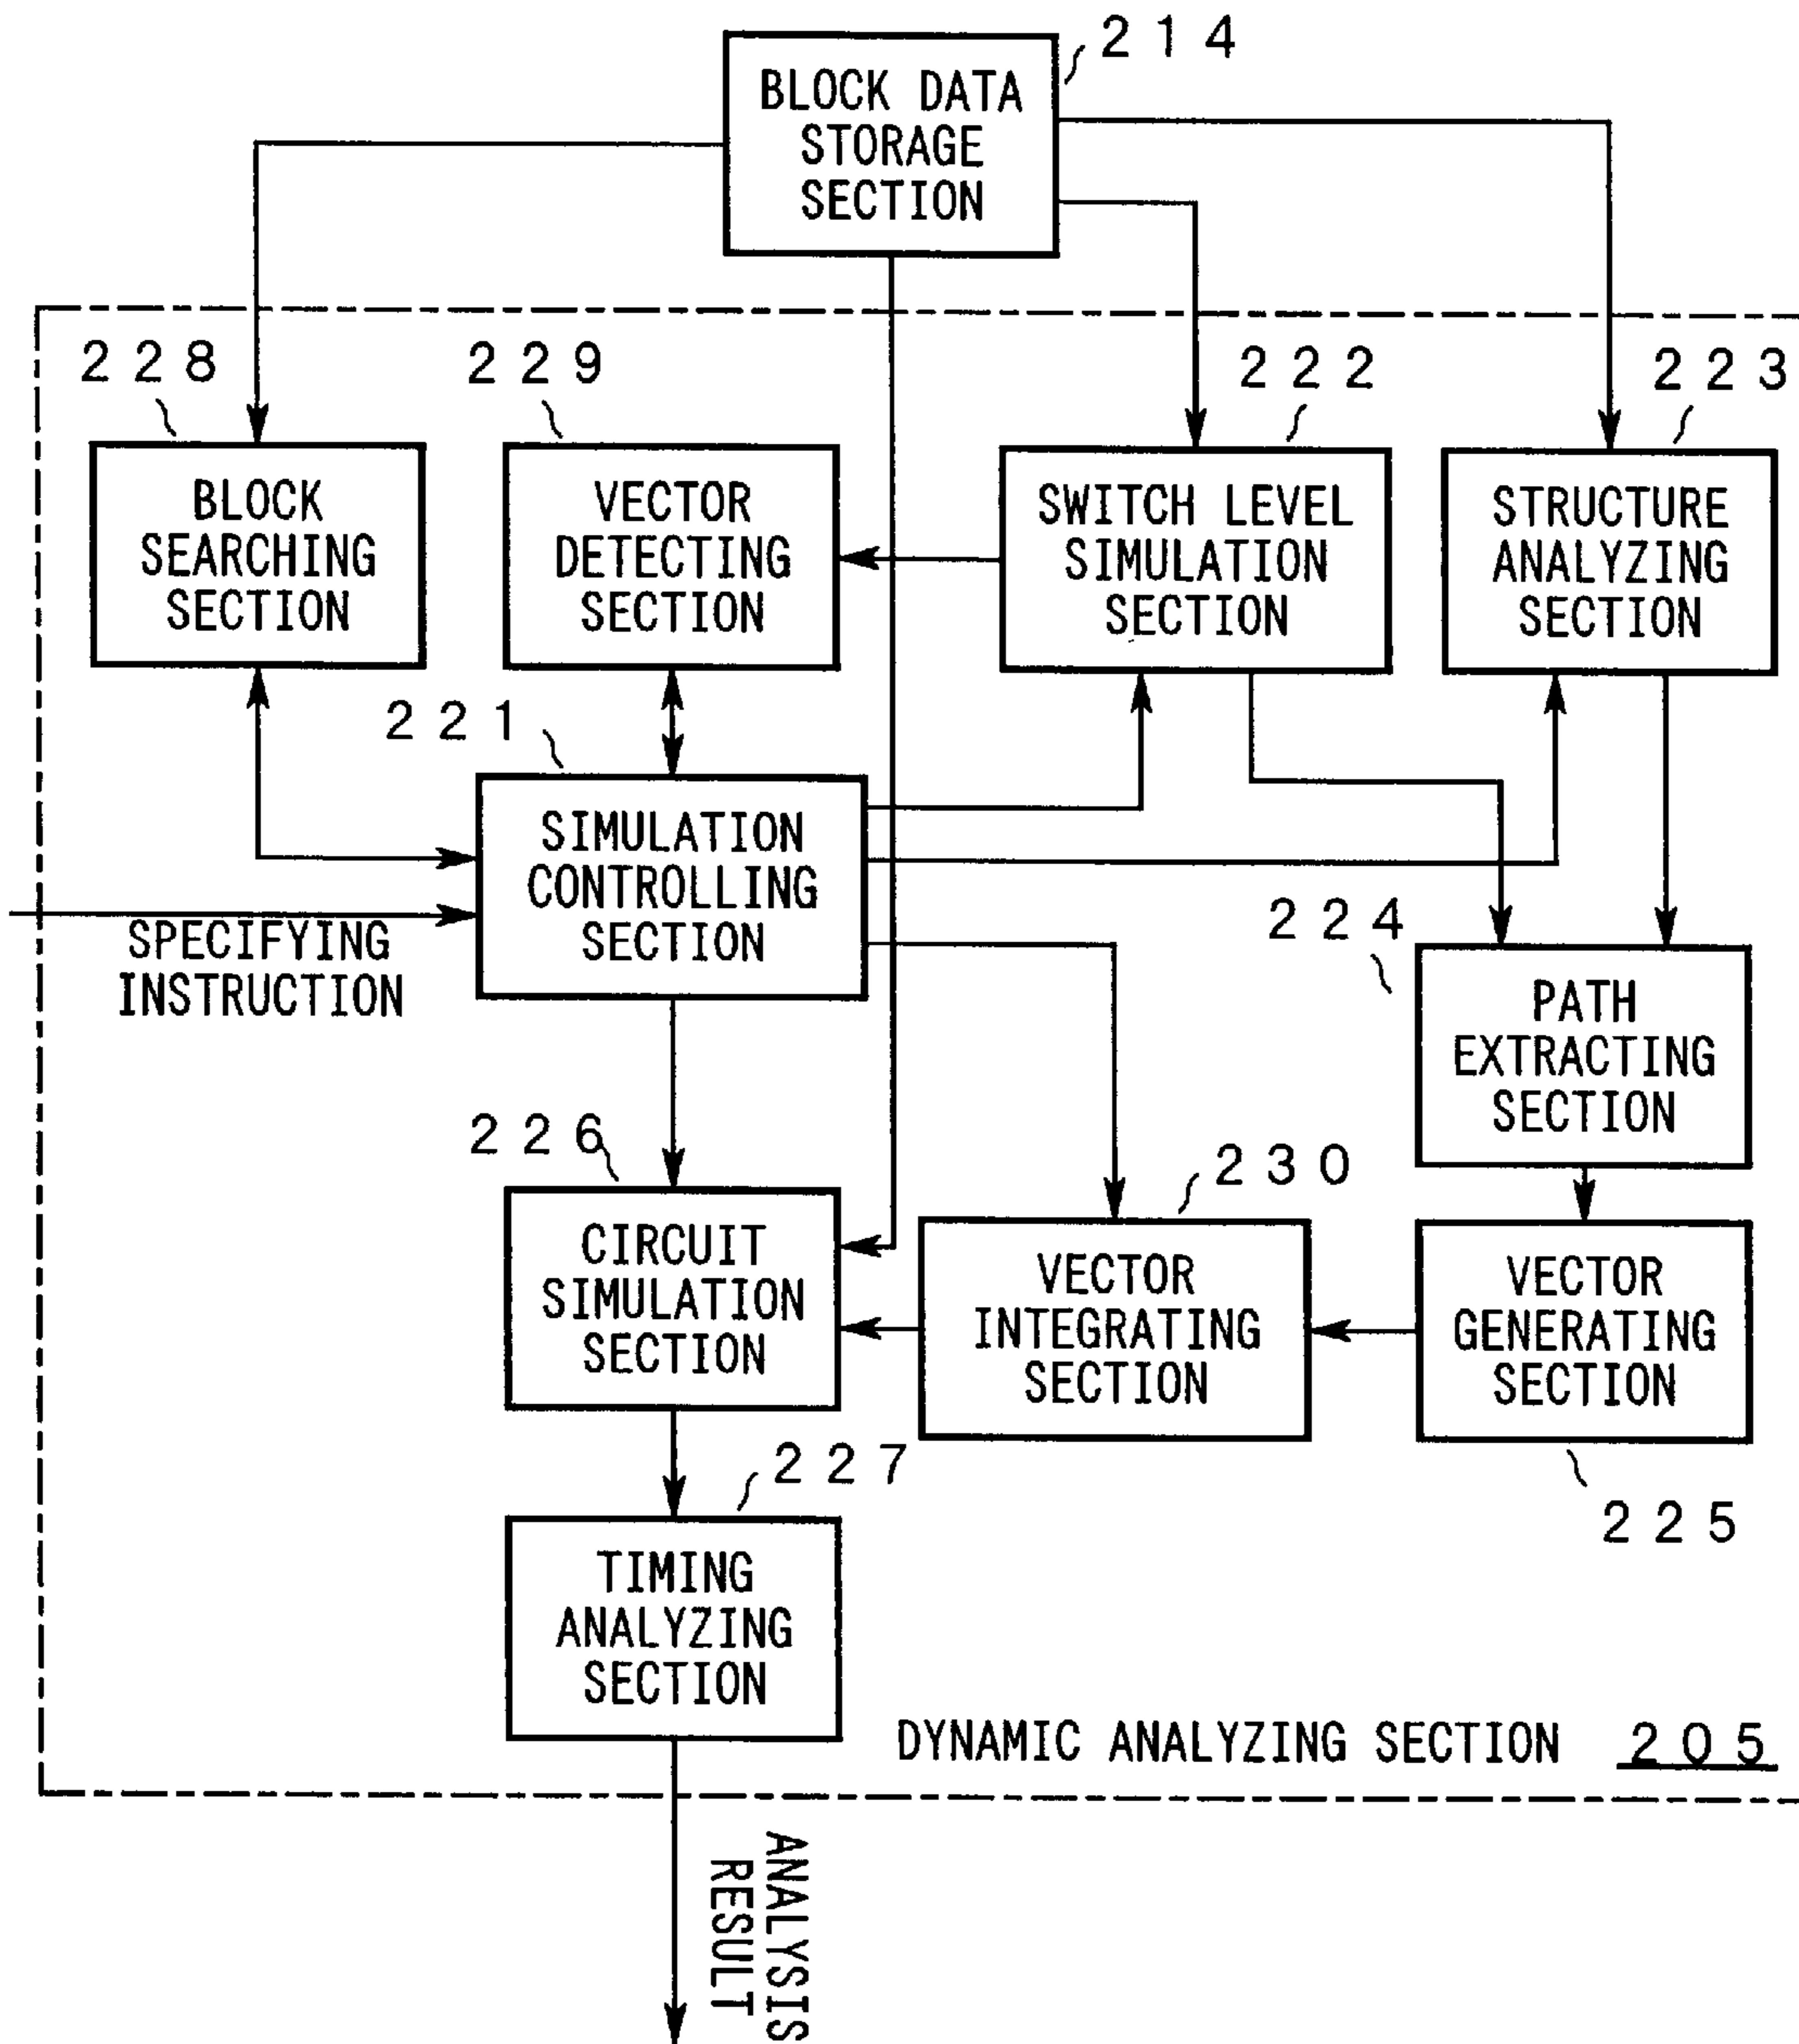 214
BLOCK DATA
STORAGE
SECTION
228
229
222
223
BLOCK
SEARCHING
SECTION
VECTOR
DETECTING
SECTION
SWITCH LEVEL
SIMULATION
SECTION
STRUCTURE
ANALYZING
SECTION
221
SIMULATION
CONTROLLING
SECTION
SPECIFYING
INSTRUCTION
224
PATH
EXTRACTING
SECTION
226
230
CIRCUIT
SIMULATION
SECTION
VECTOR
INTEGRATING
SECTION
VECTOR
GENERATING
SECTION
227
225
TIMING
ANALYZING
SECTION
DYNAMIC ANALYZING SECTION 205
ANALYSIS
RESULT